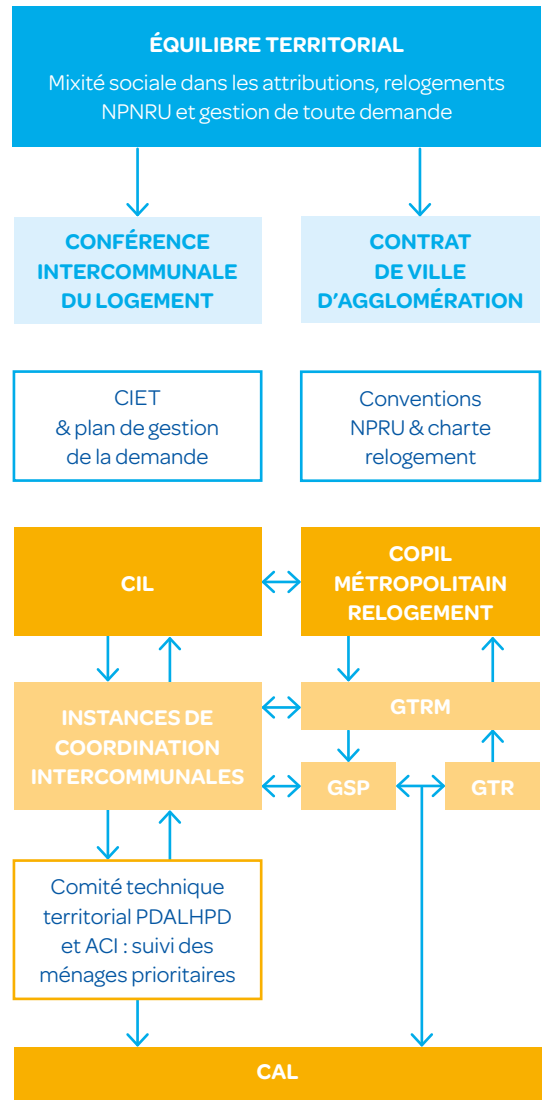 ÉQUILIBRE TERRITORIAL
Mixité sociale dans les attributions, relogements
NPNRU et gestion de toute demande
CONFÉRENCE
INTERCOMMUNALE
DU LOGEMENT
CONTRAT
DE VILLE
D'AGGLOMÉRATION
CIET
& plan de gestion
de la demande
Conventions
NPRU & charte
relogement
CIL
COPIL
MÉTROPOLITAIN
RELOGEMENT
INSTANCES DE
COORDINATION
INTERCOMMUNALES
GTRM
GSP
GTR
Comité technique
territorial PDALHPD
et ACI : suivi des
ménages prioritaires
CAL